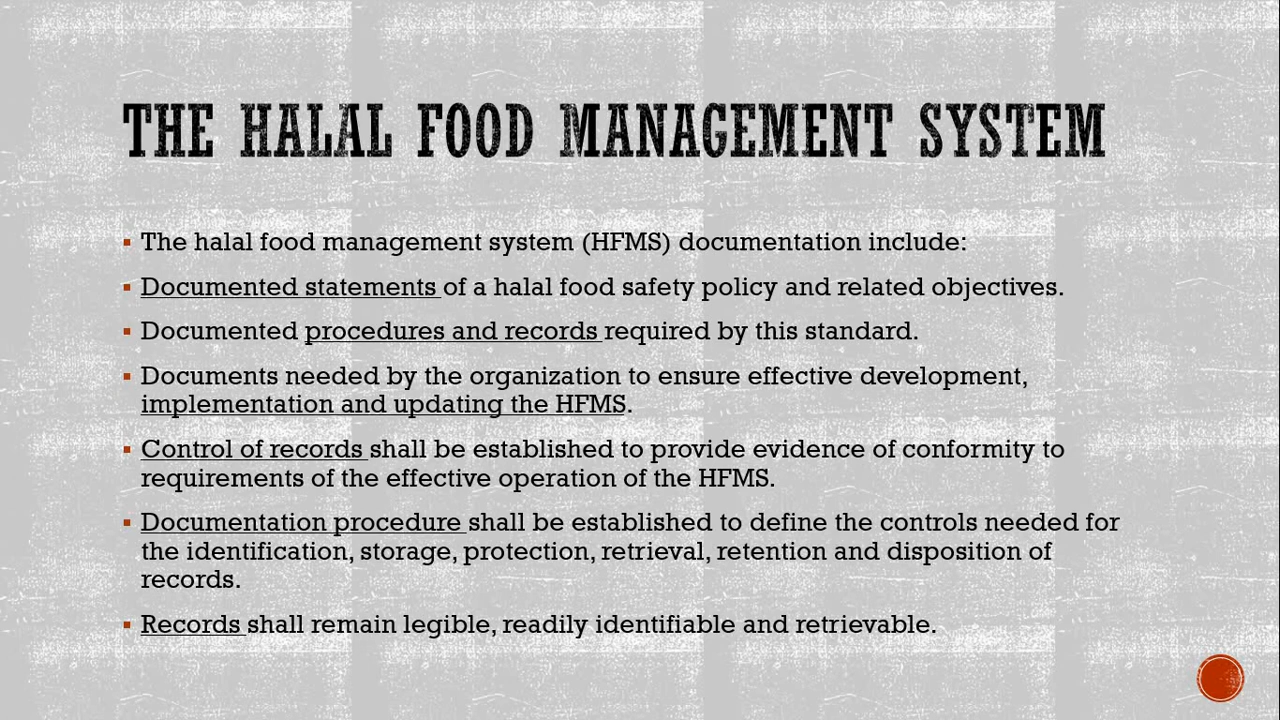 THE HALAL FOOD MANAGEMENT SYSTEM
▪ The halal food management system (HFMS) documentation include:
▪ Documented statements of a halal food safety policy and related objectives.
▪ Documented procedures and records required by this standard.
▪ Documents needed by the organization to ensure effective development,
implementation and updating the HFMS.
▪ Control of records shall be established to provide evidence of conformity to
requirements of the effective operation of the HFMS.
▪ Documentation procedure shall be established to define the controls needed for
the identification, storage, protection, retrieval, retention and disposition of
records.
▪ Records shall remain legible, readily identifiable and retrievable.